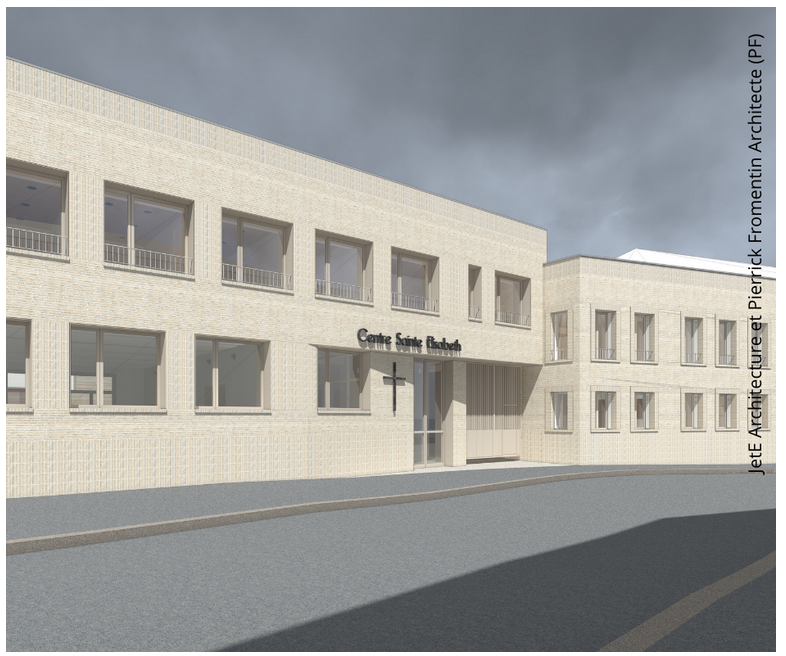 Centre Sainte Elisabeth
JetE Architecture et Pierrick Fromentin Architecte (PF)